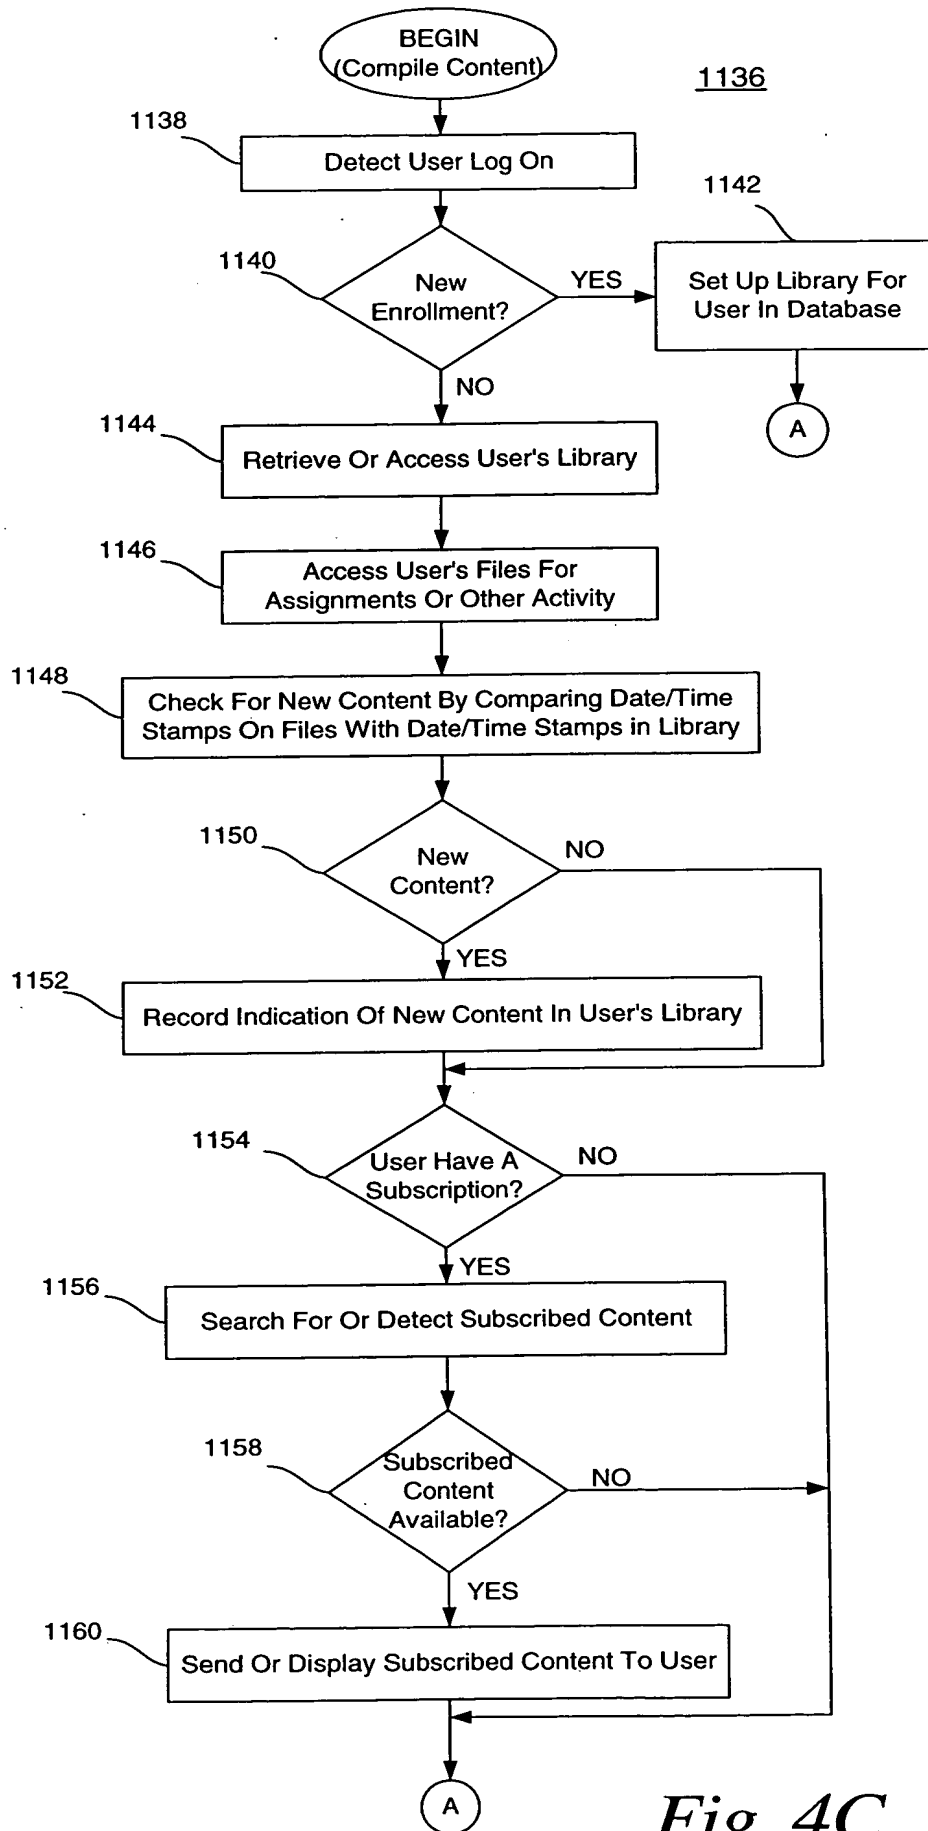 BEGIN
(Compile Content)
1136
1138
Detect User Log On
1142
1140
New
Enrollment?
YES
Set Up Library For
User In Database
NO
A
1144
Retrieve Or Access User's Library
1146
Access User's Files For
Assignments Or Other Activity
1148
Check For New Content By Comparing Date/Time
Stamps On Files With Date/Time Stamps in Library
1150
New
Content?
NO
YES
1152
Record Indication Of New Content In User's Library
1154
User Have A
Subscription?
NO
YES
1156
Search For Or Detect Subscribed Content
1158
Subscribed
Content
Available?
NO
YES
1160
Send Or Display Subscribed Content To User
A
Fig. 4C